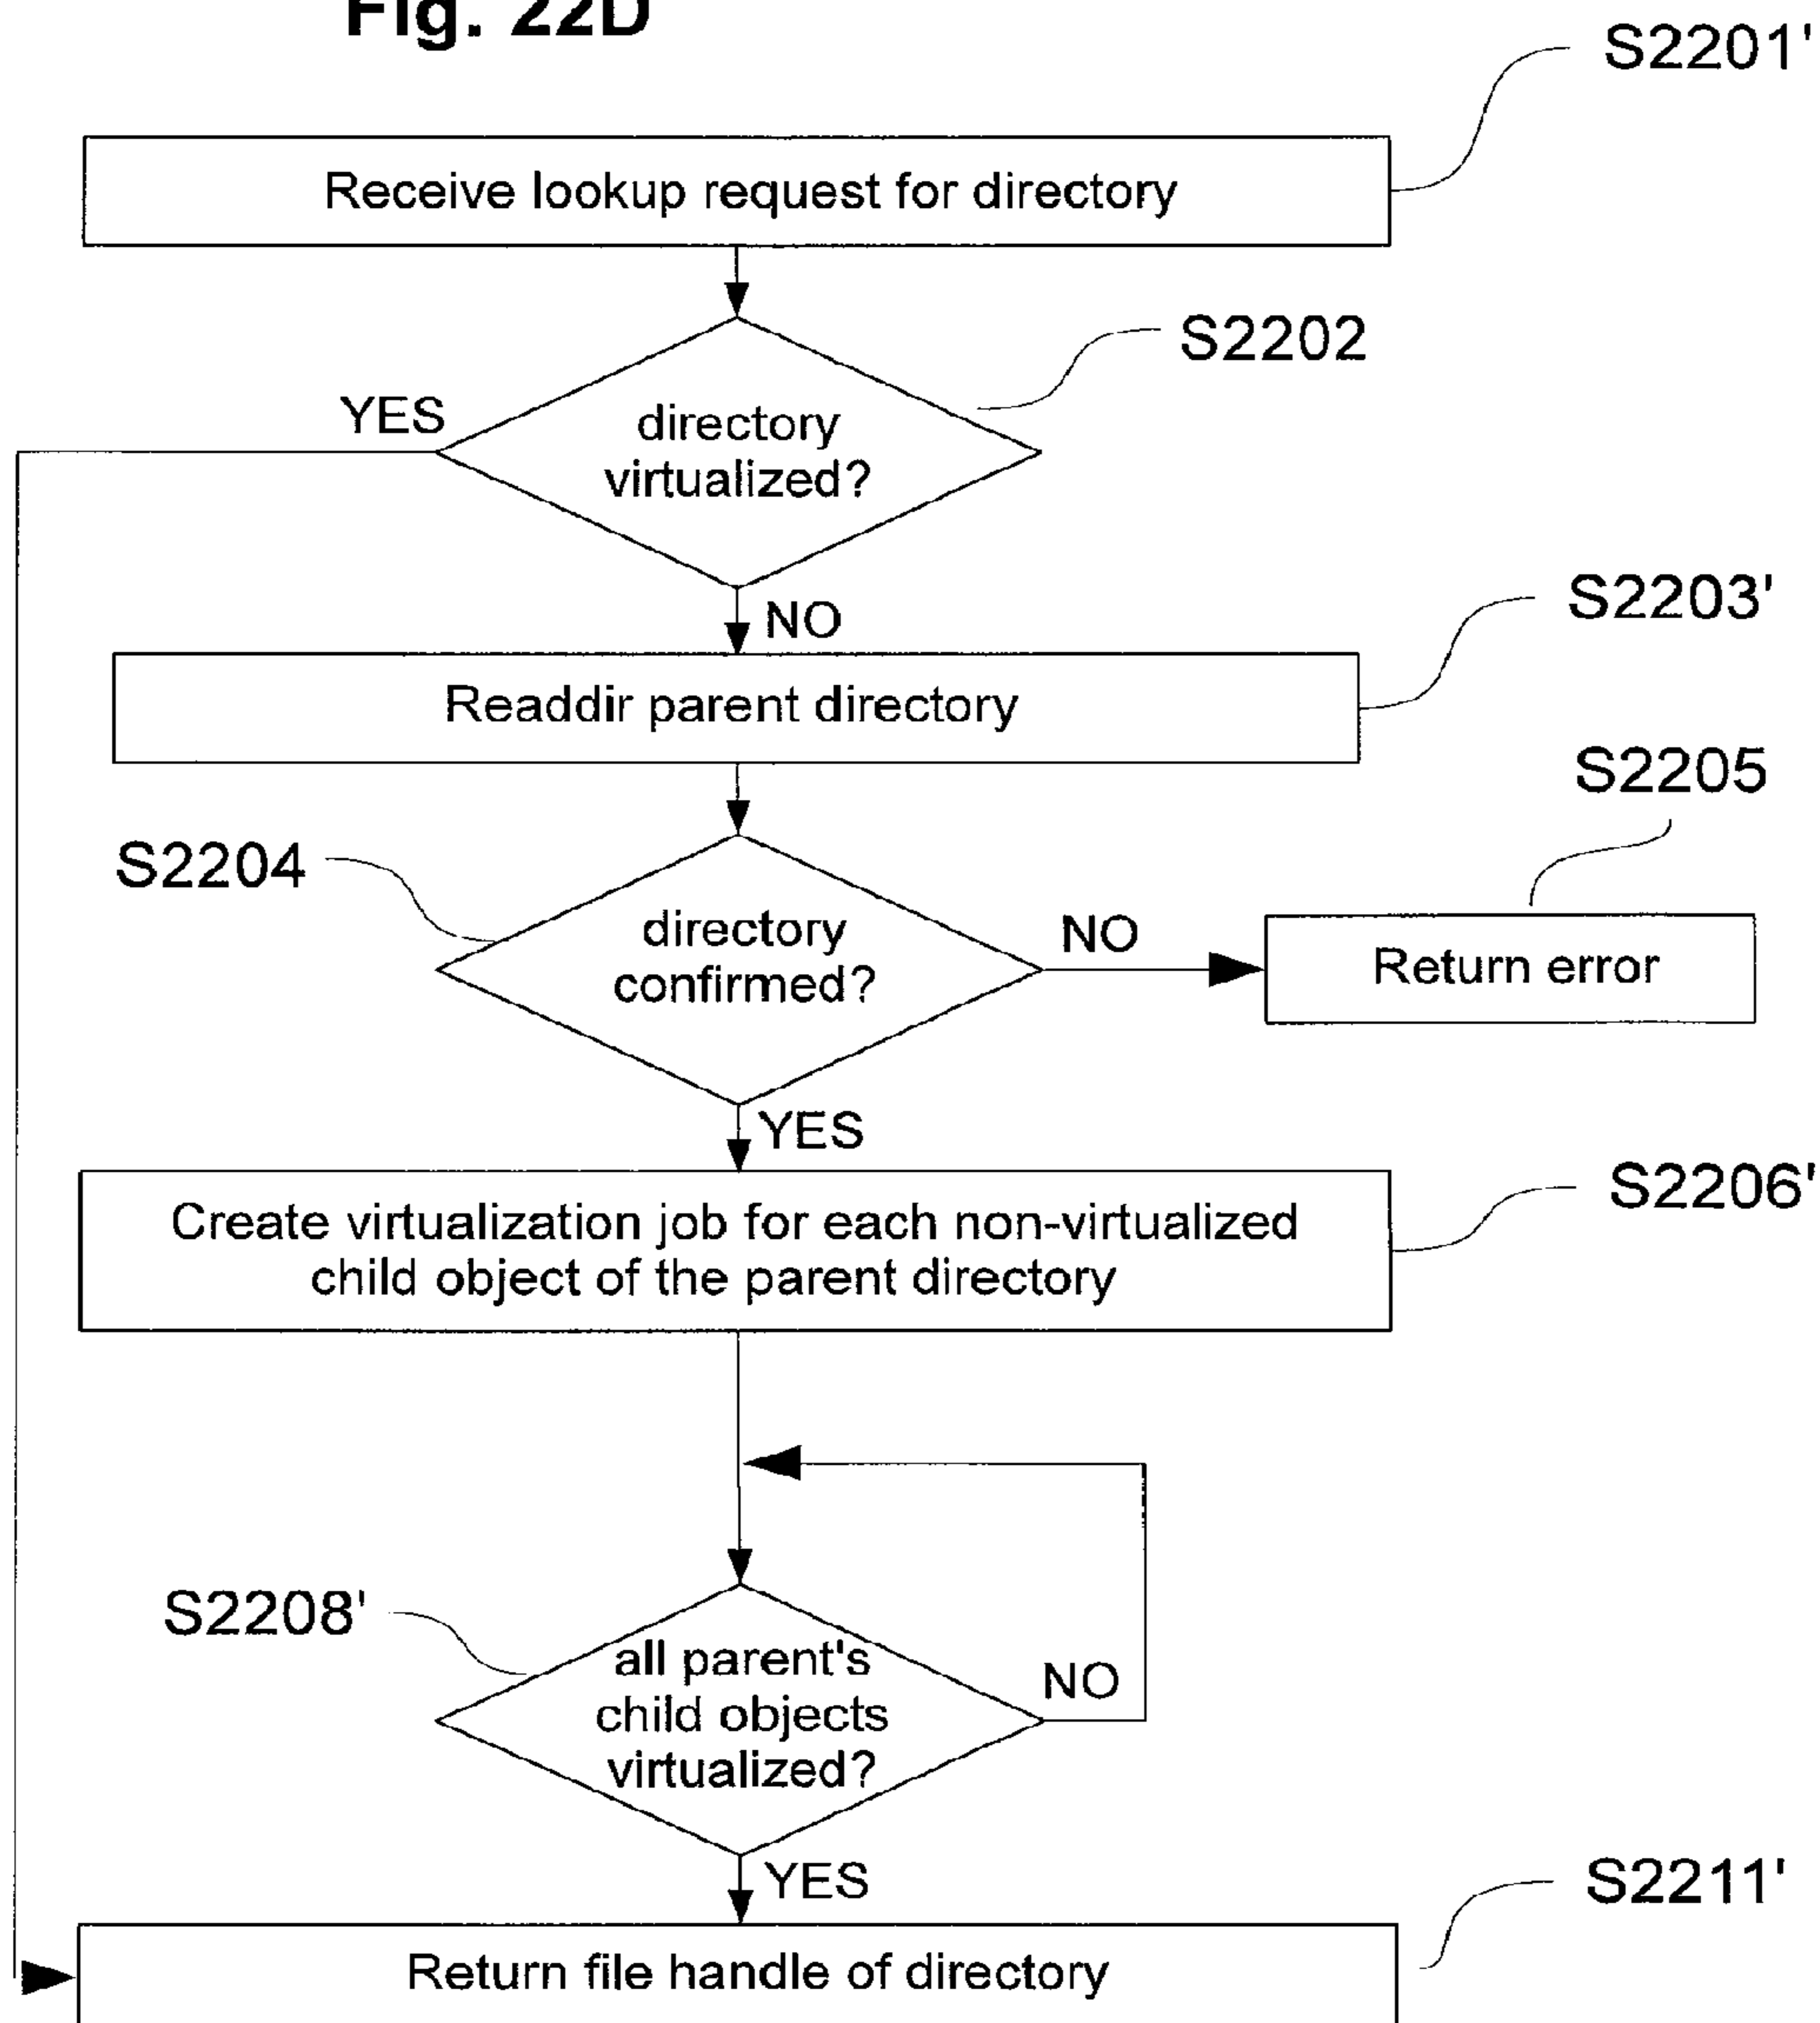 Fig. 22D
S2201'
Receive lookup request for directory
S2202
YES
directory
virtualized?
NO
S2203'
Readdir parent directory
S2205
S2204
directory
confirmed?
NO
Return error
YES
S2206'
Create virtualization job for each non-virtualized
child object of the parent directory
S2208'
all parent's
child objects
virtualized?
NO
YES
S2211'
Return file handle of directory